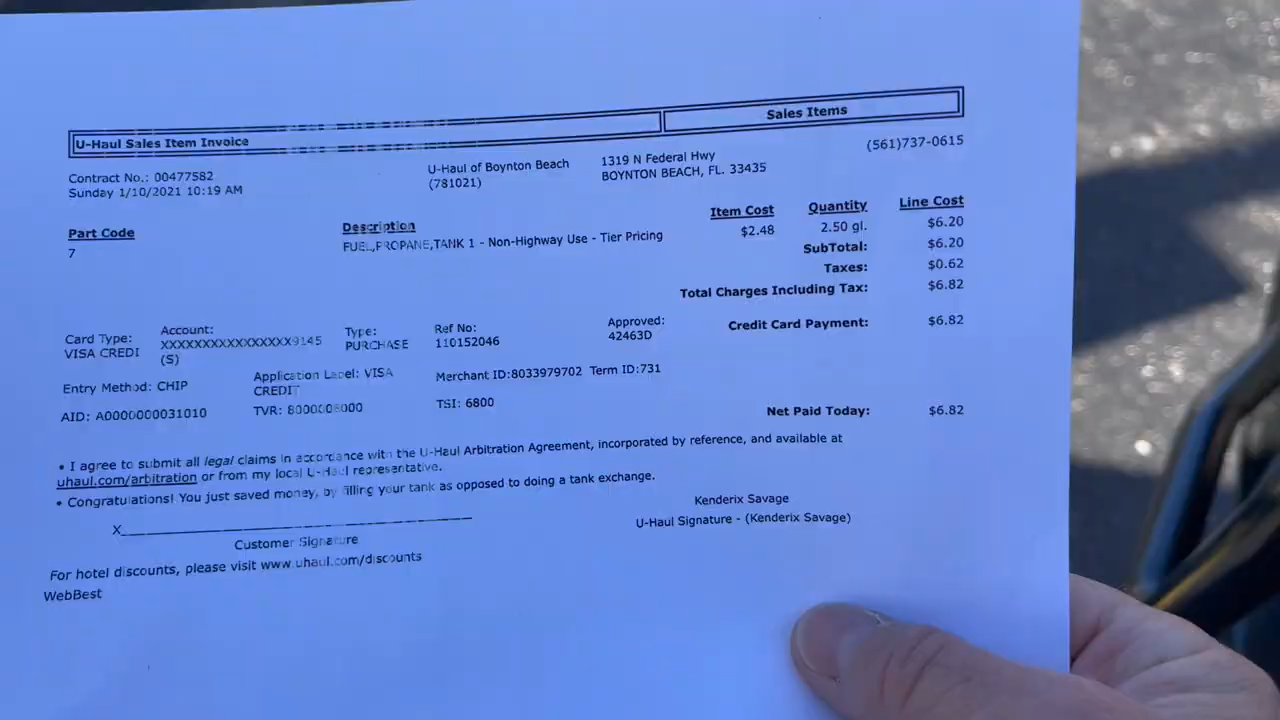 U-Haul Sales Item Invoice
Sales Items
Contract No.: 00477582
Sunday 1/10/2021 10:19 AM
U-Haul of Boynton Beach
(781021)
1319 N Federal Hwy
BOYNTON BEACH, FL. 33435
(561)737-0615
Part Code Description Item Cost Quantity Line Cost
7 FUEL,PROPANE,TANK 1 - Non-Highway Use - Tier Pricing $2.48 2.50 gl. $6.20
SubTotal: $6.20
Taxes: $0.62
Total Charges Including Tax: $6.82
Card Type:
VISA CREDI
Account:
XXXXXXXXXXXXXXXX9145
(S)
Type:
PURCHASE
Ref No:
110152046
Approved:
42463D
Credit Card Payment: $6.82
Entry Method: CHIP
Application Label: VISA
CREDIT
Merchant ID:8033979702 Term ID:731
AID: A0000000031010
TVR: 8000008000
TSI: 6800
Net Paid Today: $6.82
• I agree to submit all legal claims in accordance with the U-Haul Arbitration Agreement, incorporated by reference, and available at
uhaul.com/arbitration or from my local U-Haul representative.
• Congratulations! You just saved money, by filling your tank as opposed to doing a tank exchange.
X
Customer Signature
Kenderix Savage
U-Haul Signature - (Kenderix Savage)
For hotel discounts, please visit www.uhaul.com/discounts
WebBest